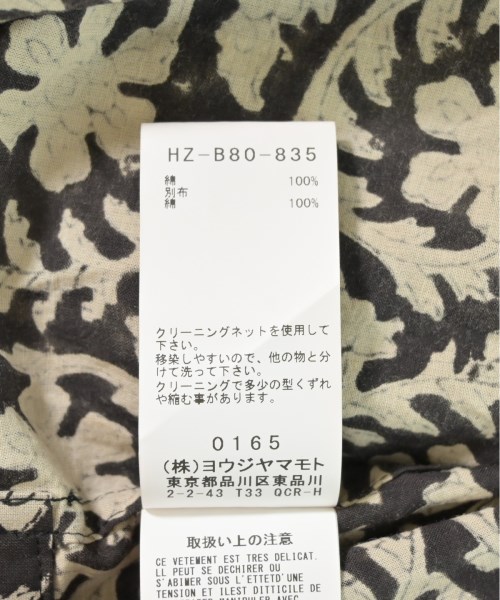 HZ-B80-835
綿 100%
別布
綿 100%
クリーニングネットを使用して
下さい。
移染しやすいので、他の物と分
けて洗って下さい。
クリーニングで多少の型くずれ
や縮む事があります。
0165
(株)ヨウジヤマモト
東京都品川区東品川
2-2-43 T33 QCR-H
取扱い上の注意
CE VETEMENT EST TRES DELICAT.
LL PEUT SE DECHIRER OU
S'ABIMER SOUS L'ETTETD'UNE
TENSION ET ILEST DITTICILE DE
MANIPULER AVEC